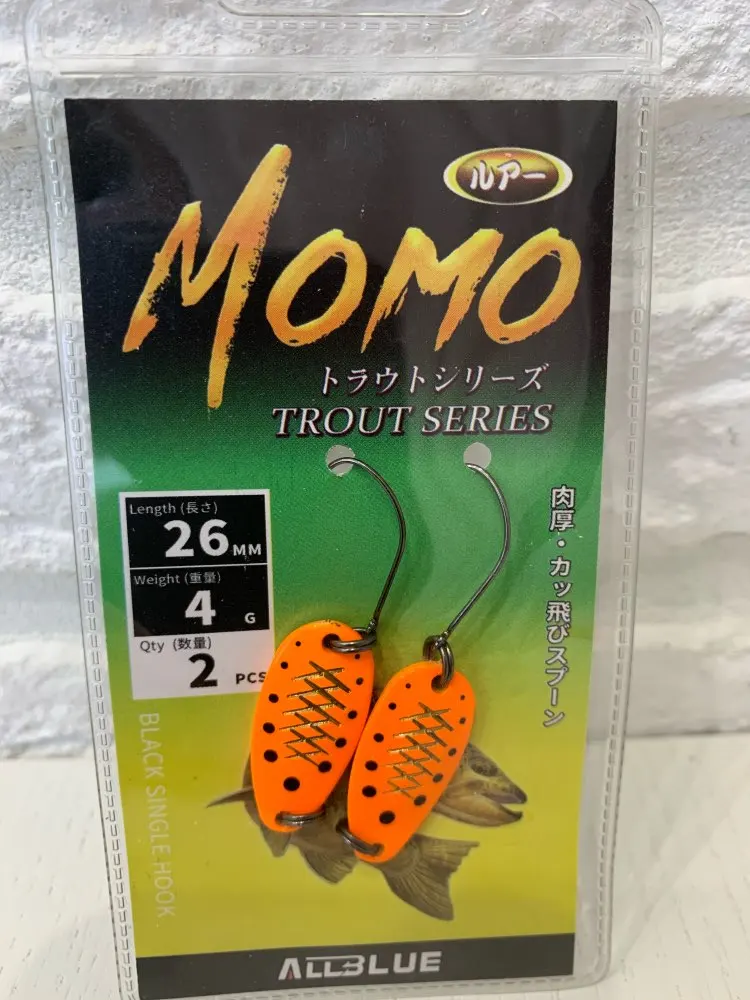 ルアー
MOMO
トラウトシリーズ
TROUT SERIES
Length (長さ)
26 MM
Weight (重量)
4 G
Qty (数量)
2 PCS
肉厚・カッ飛びスプーン
BLACK SINGLE HOOK
ALLBLUE